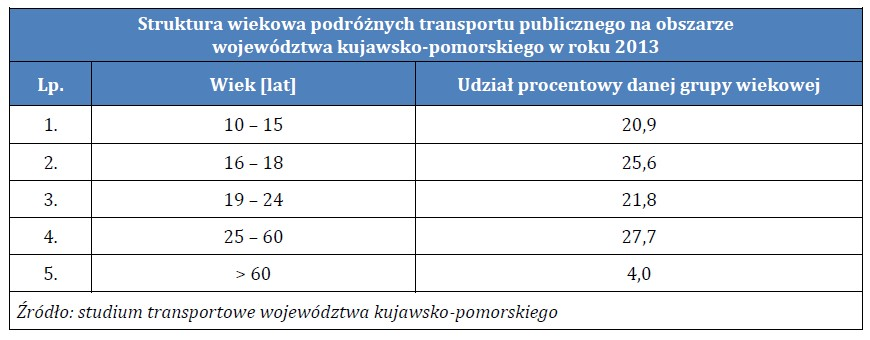 Struktura wiekowa podróżnych transportu publicznego na obszarze
województwa kujawsko-pomorskiego w roku 2013
Lp. Wiek [lat] Udział procentowy danej grupy wiekowej
1. 10 – 15 20,9
2. 16 – 18 25,6
3. 19 – 24 21,8
4. 25 – 60 27,7
5. > 60 4,0
Źródło: studium transportowe województwa kujawsko-pomorskiego